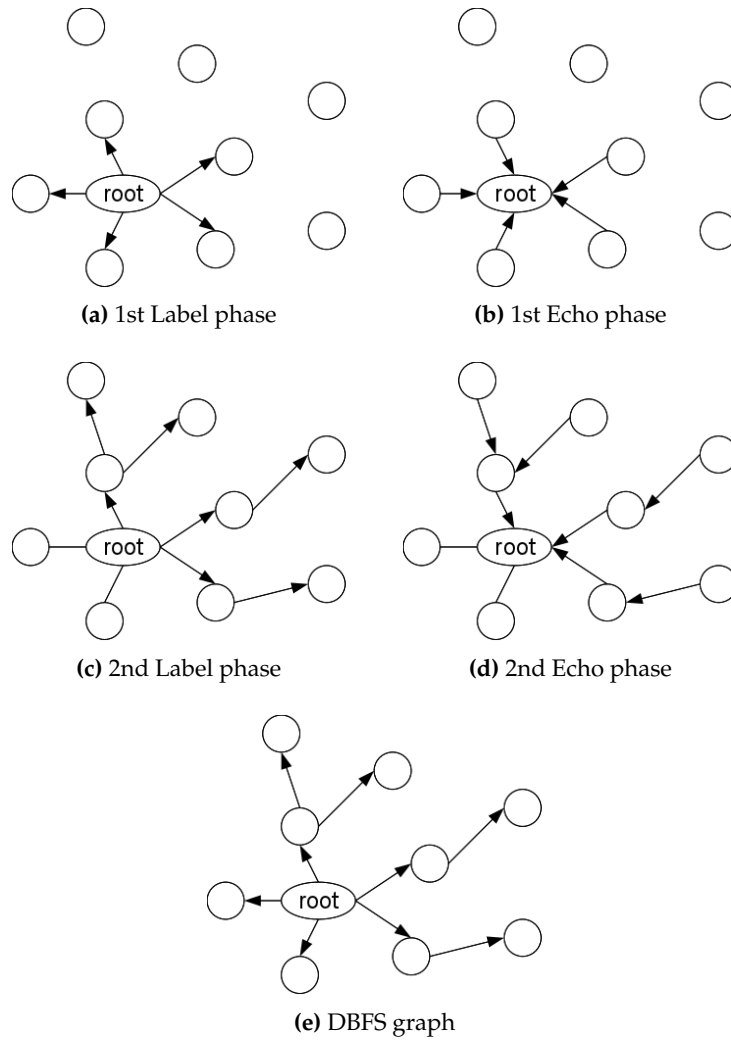 root
root
(a) 1st Label phase
(b) 1st Echo phase
root
root
(c) 2nd Label phase
(d) 2nd Echo phase
root
(e) DBFS graph